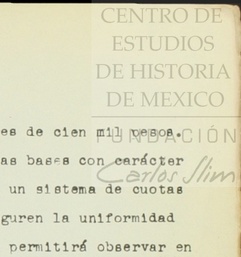 CENTRO DE
ESTUDIOS
DE HISTORIA
DE MEXICO
es de cien mil pesos.
FUNDACIÓN
as bases con carácter
Carlos Slim
un sistema de cuotas
guren la uniformidad
permitirá observar en